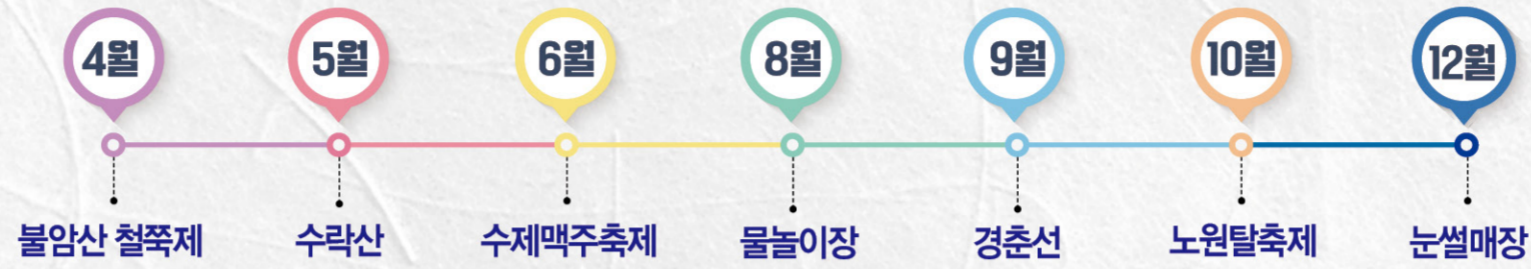 4월 5월 6월 8월 9월 10월 12월
불암산 철쭉제 수락산 수제맥주축제 물놀이장 경춘선 노원탈축제 눈썰매장